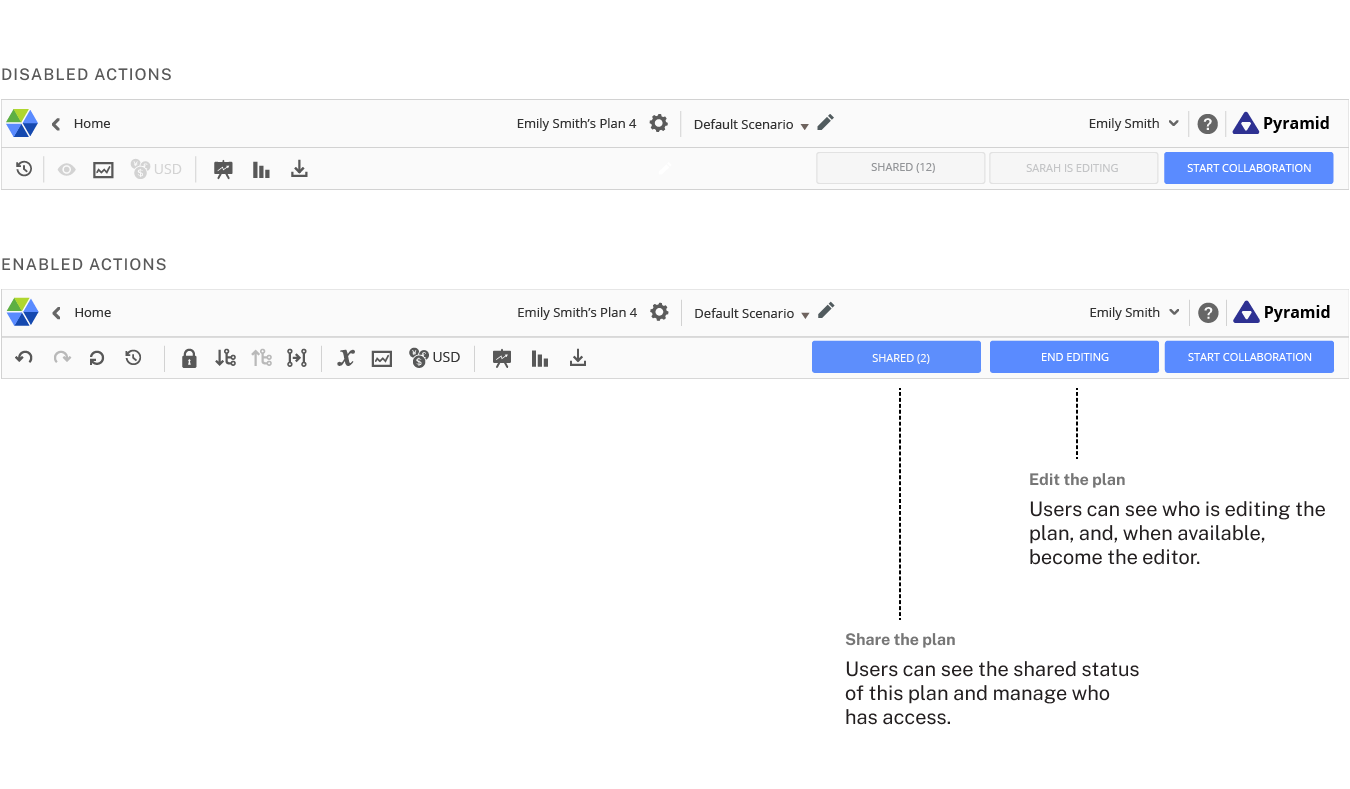 DISABLED ACTIONS
Home Emily Smith's Plan 4 Default Scenario Emily Smith ? Pyramid
USD SHARED (12) SARAH IS EDITING START COLLABORATION
ENABLED ACTIONS
Home Emily Smith's Plan 4 Default Scenario Emily Smith ? Pyramid
x USD SHARED (2) END EDITING START COLLABORATION
Edit the plan
Users can see who is editing the
plan, and, when available,
become the editor.
Share the plan
Users can see the shared status
of this plan and manage who
has access.